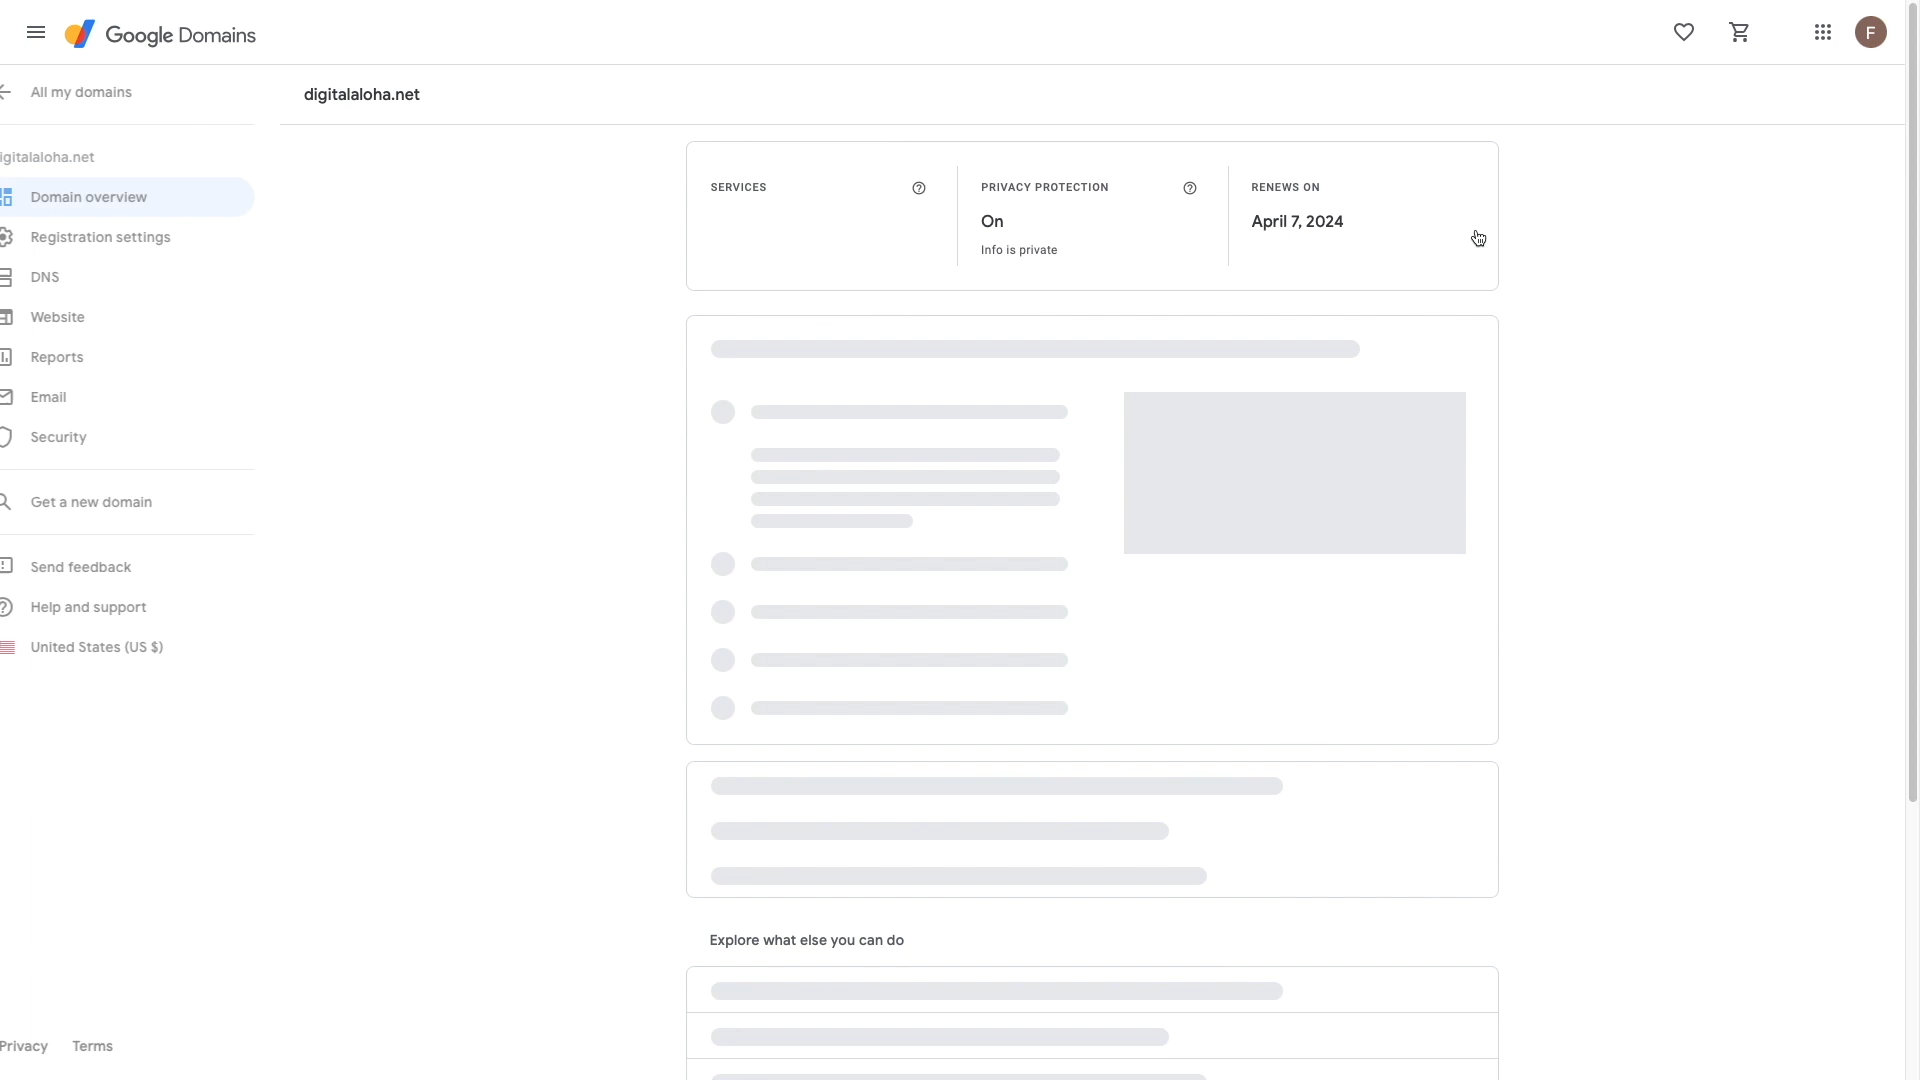 Google Domains
F
All my domains
digitalaloha.net
igitalaloha.net
Domain overview
SERVICES
PRIVACY PROTECTION
RENEWS ON
On
April 7, 2024
Info is private
Registration settings
DNS
Website
Reports
Email
Security
Get a new domain
Send feedback
Help and support
United States (US $)
Explore what else you can do
Privacy
Terms